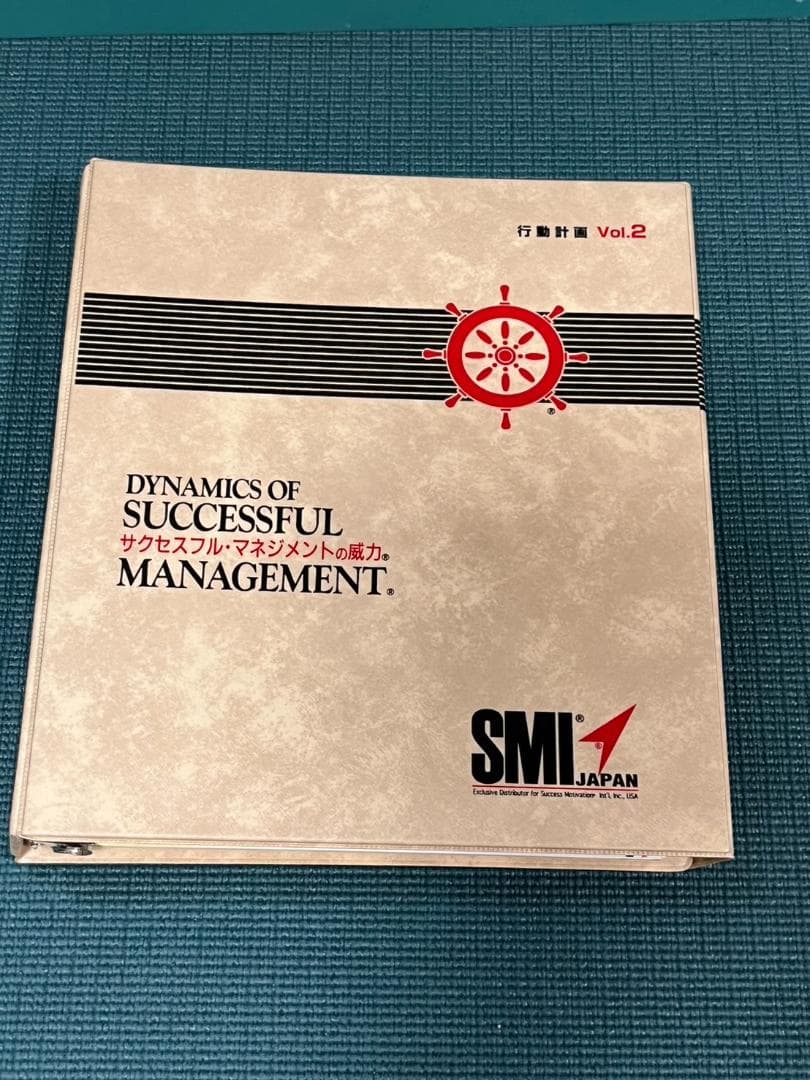 行動計画 Vol.2
®
DYNAMICS OF
SUCCESSFUL
サクセスフル・マネジメントの威力®
MANAGEMENT®
SMI®
®
JAPAN
Exclusive Distributor for Success Motivation® Int'l, Inc., USA